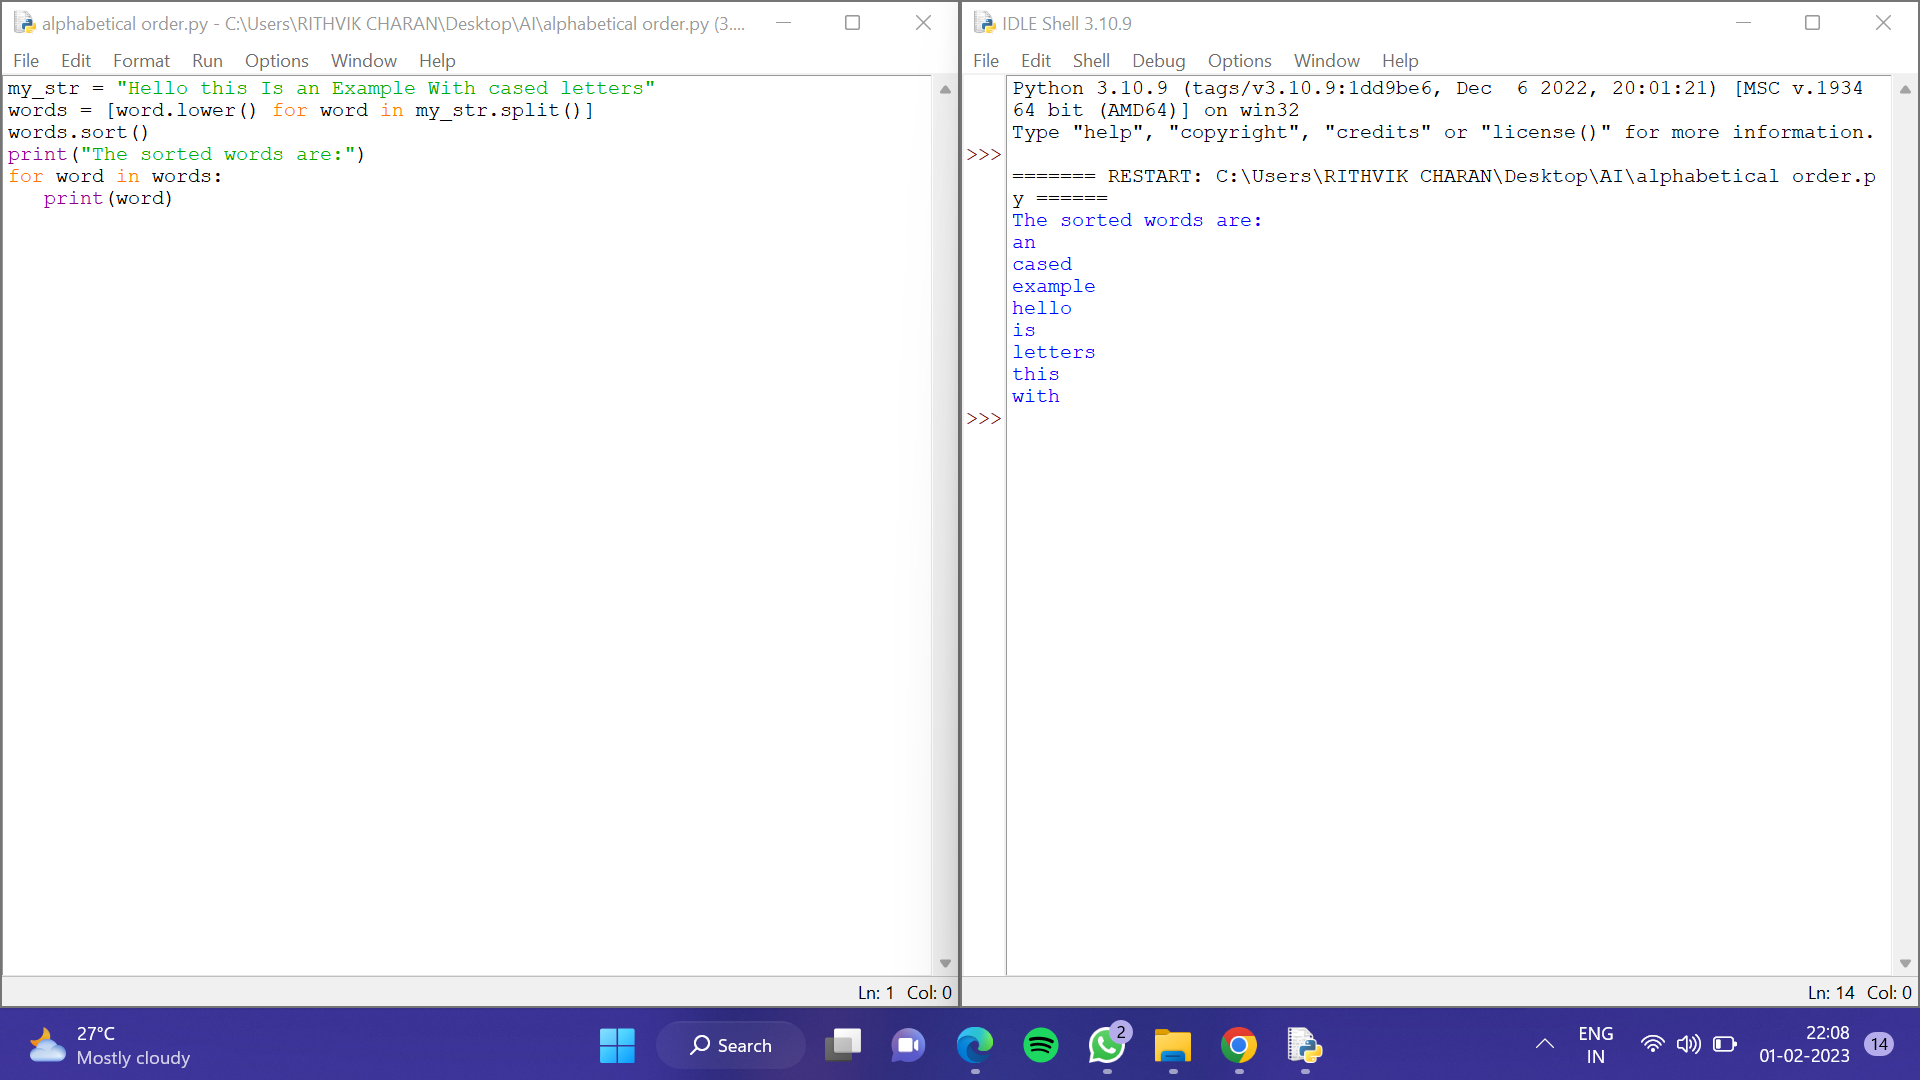 alphabetical order.py - C:\Users\RITHVIK CHARAN\Desktop\AI\alphabetical order.py (3....
File Edit Format Run Options Window Help
my_str = "Hello this Is an Example With cased letters"
words = [word.lower() for word in my_str.split()]
words.sort()
print("The sorted words are:")
for word in words:
   print(word)
Ln: 1 Col: 0
IDLE Shell 3.10.9
File Edit Shell Debug Options Window Help
Python 3.10.9 (tags/v3.10.9:1dd9be6, Dec  6 2022, 20:01:21) [MSC v.1934
64 bit (AMD64)] on win32
Type "help", "copyright", "credits" or "license()" for more information.
>>>
======= RESTART: C:\Users\RITHVIK CHARAN\Desktop\AI\alphabetical order.p
y ======
The sorted words are:
an
cased
example
hello
is
letters
this
with
>>>
Ln: 14 Col: 0
27°C
Mostly cloudy
Search
2
ENG
IN
22:08
01-02-2023
14